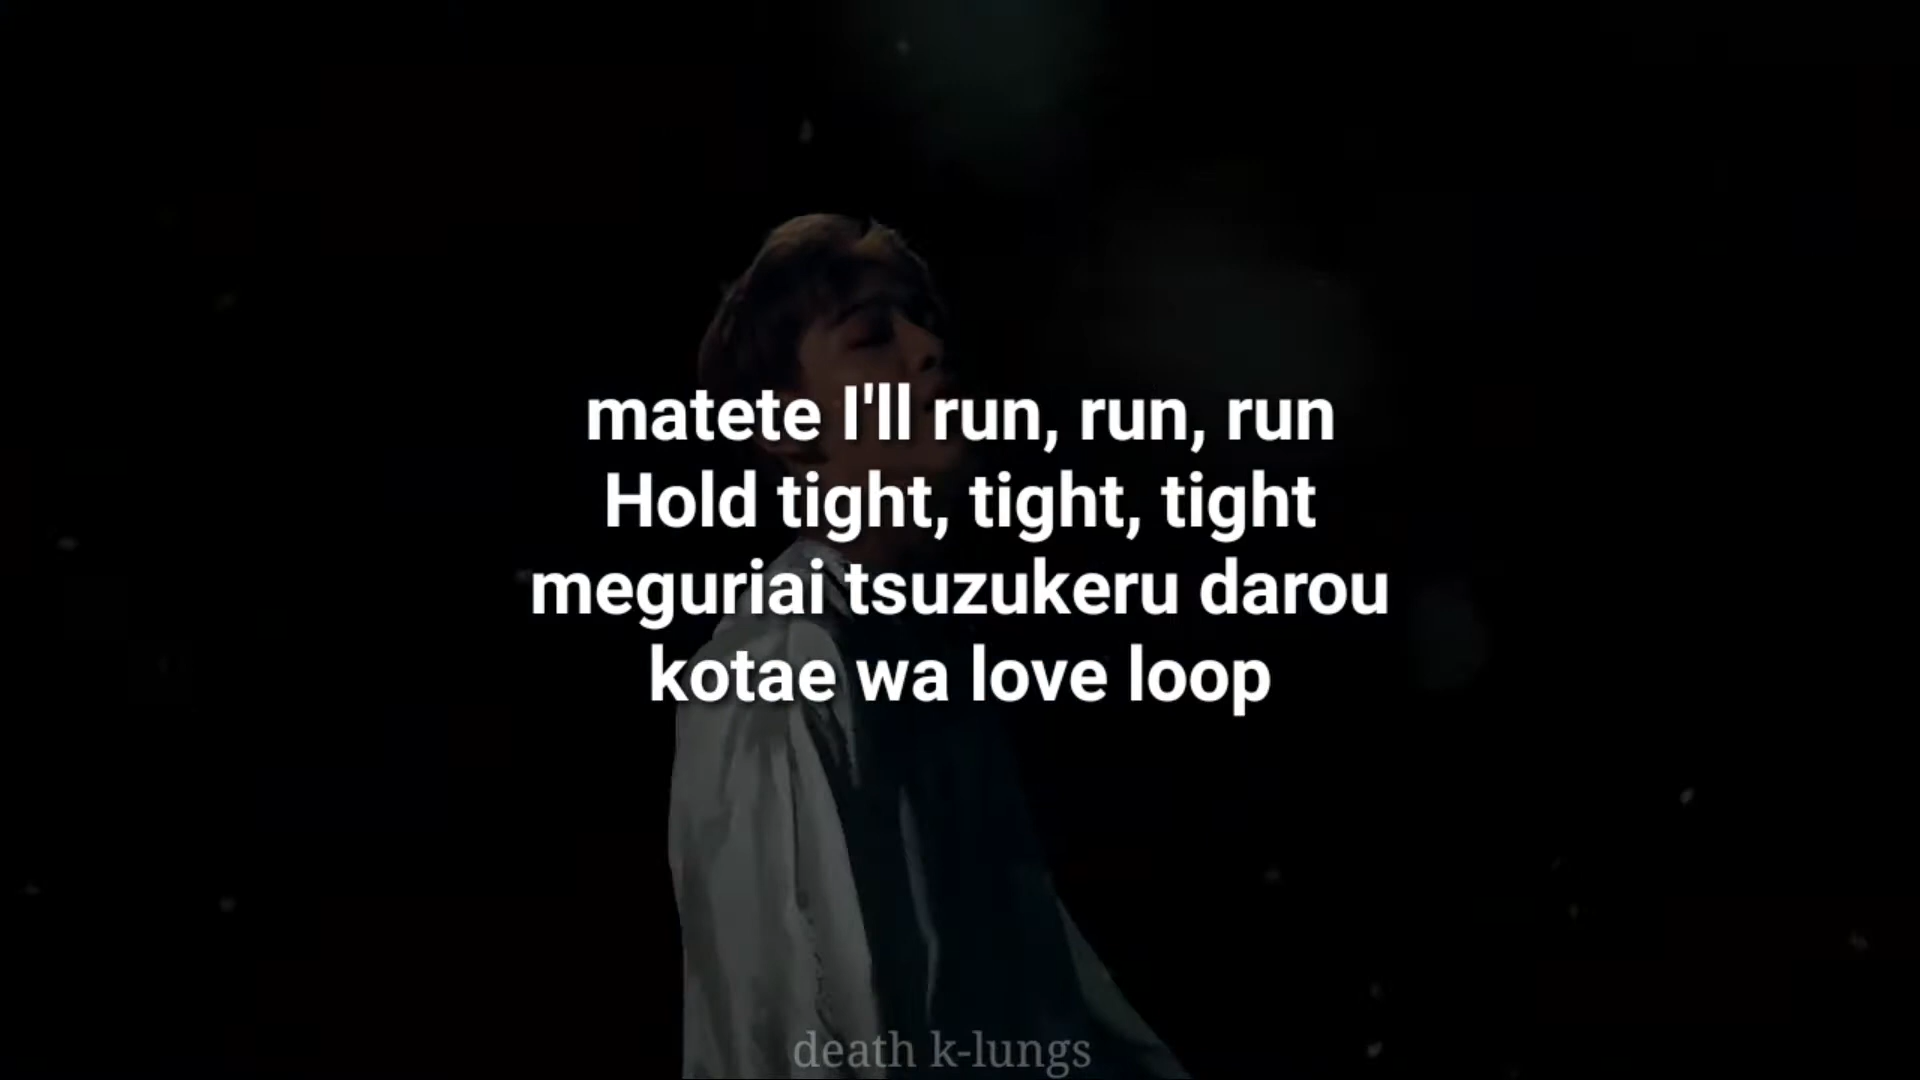 matete I'll run, run, run
Hold tight, tight, tight
meguriai tsuzukeru darou
kotae wa love loop
death k-lungs